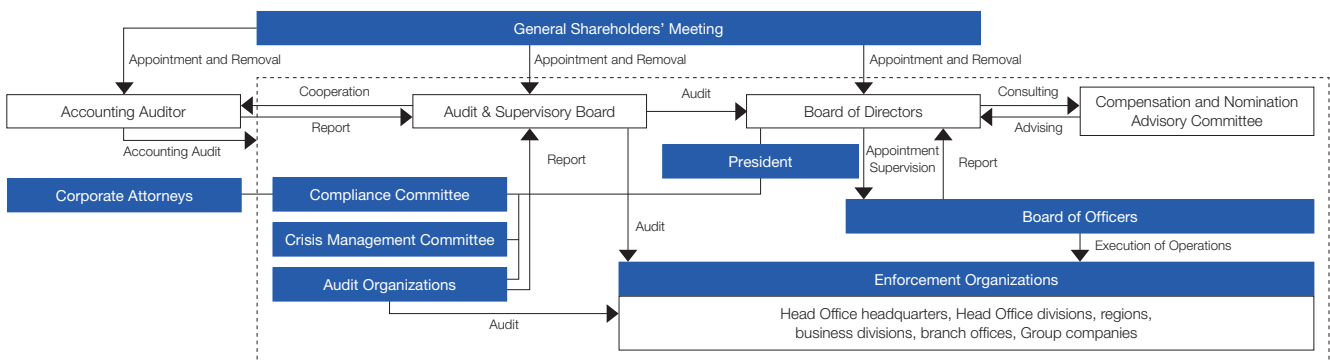 General Shareholders' Meeting
Appointment and Removal
Appointment and Removal
Appointment and Removal
Accounting Auditor
Cooperation
Report
Audit & Supervisory Board
Audit
Board of Directors
Consulting
Advising
Compensation and Nomination
Advisory Committee
Accounting Audit
Report
President
Appointment
Supervision
Report
Corporate Attorneys
Compliance Committee
Board of Officers
Crisis Management Committee
Audit
Execution of Operations
Audit Organizations
Enforcement Organizations
Audit
Head Office headquarters, Head Office divisions, regions,
business divisions, branch offices, Group companies